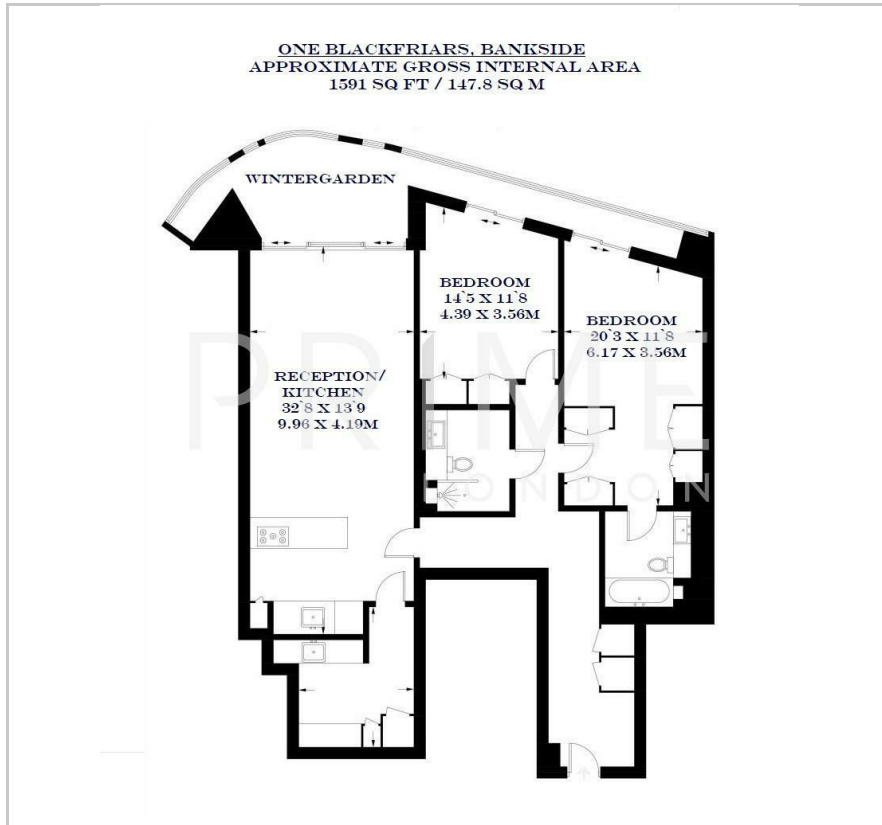 ONE BLACKFRIARS, BANKSIDE
APPROXIMATE GROSS INTERNAL AREA
1591 SQ FT / 147.8 SQ M
WINTERGARDEN
BEDROOM
14`5 X 11`8
4.39 X 3.56M
BEDROOM
20`3 X 11`8
6.17 X 3.56M
RECEPTION/
KITCHEN
32`8 X 13`9
9.96 X 4.19M
PRIME
LONDON